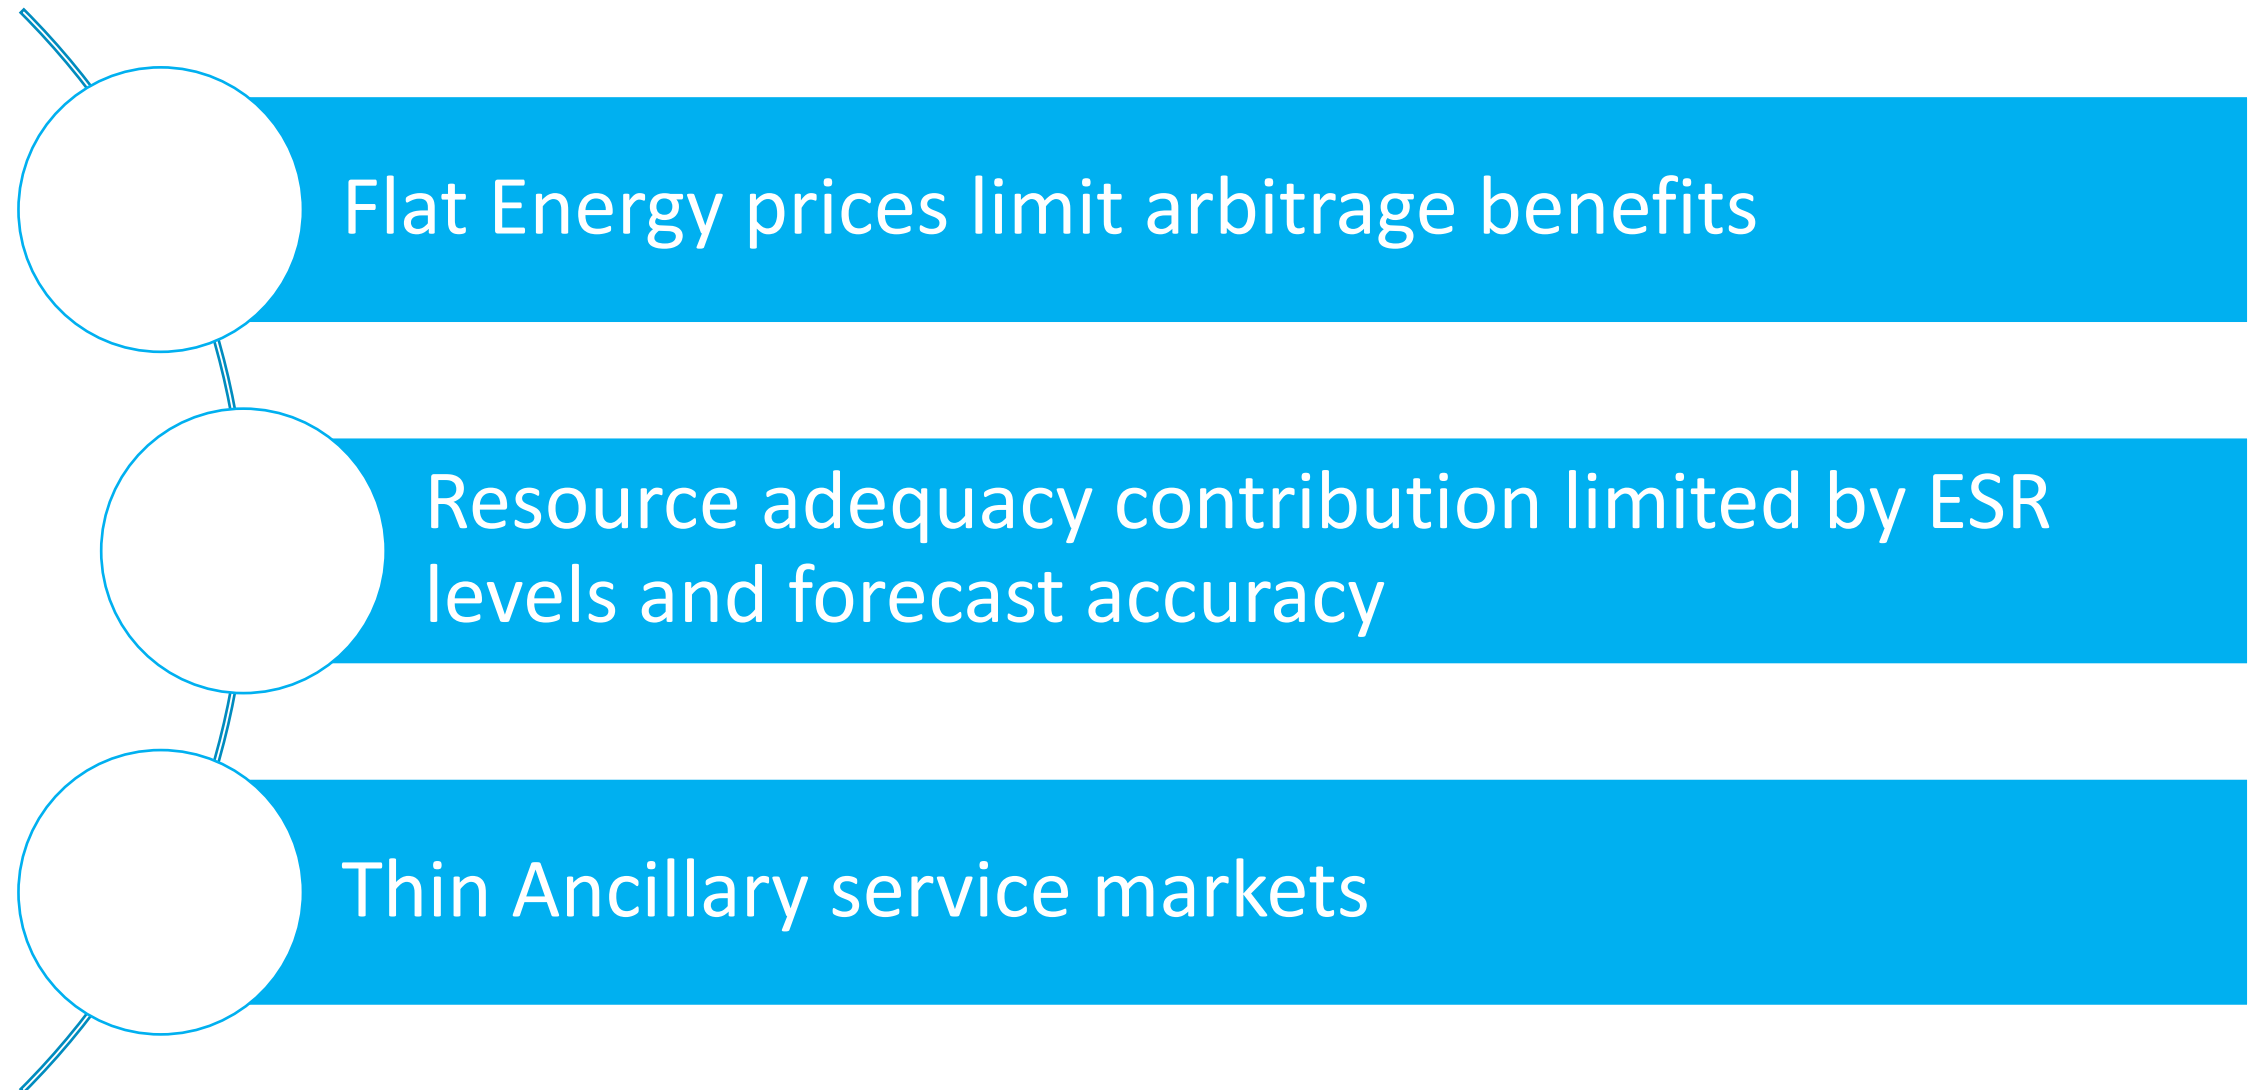 Flat Energy prices limit arbitrage benefits
Resource adequacy contribution limited by ESR
levels and forecast accuracy
Thin Ancillary service markets